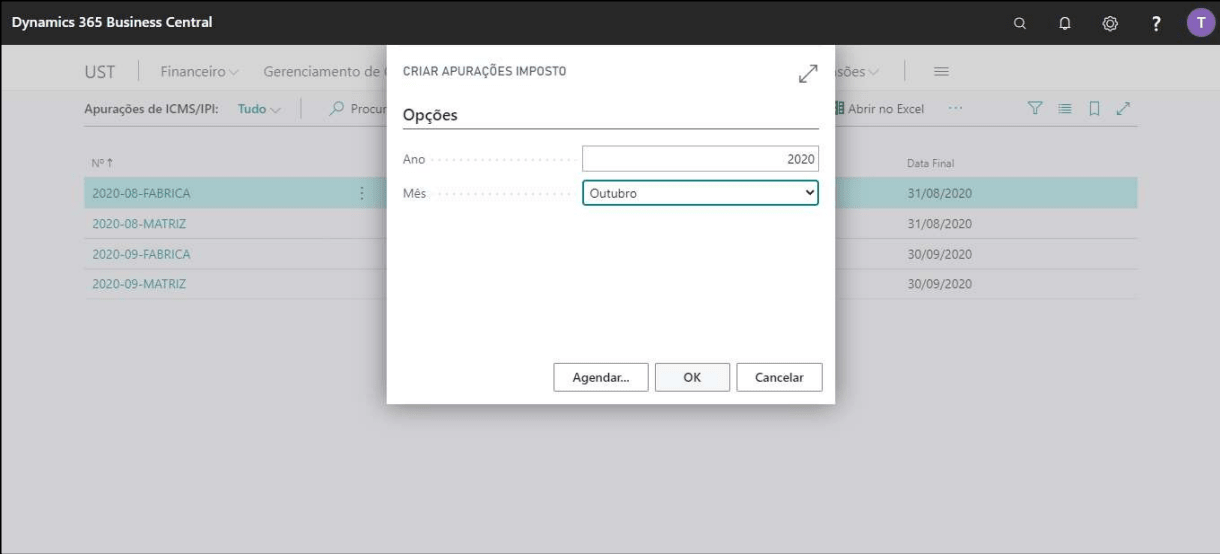 Dynamics 365 Business Central
? T
UST Financeiro Gerenciamento de
CRIAR APURAÇÕES IMPOSTO
Apurações de ICMS/IPI: Tudo
Abrir no Excel ...
Opções
Ano 2020
Mês Outubro
Nº ↑ Data Final
2020-08-FABRICA 31/08/2020
2020-08-MATRIZ 31/08/2020
2020-09-FABRICA 30/09/2020
2020-09-MATRIZ 30/09/2020
Agendar... OK Cancelar